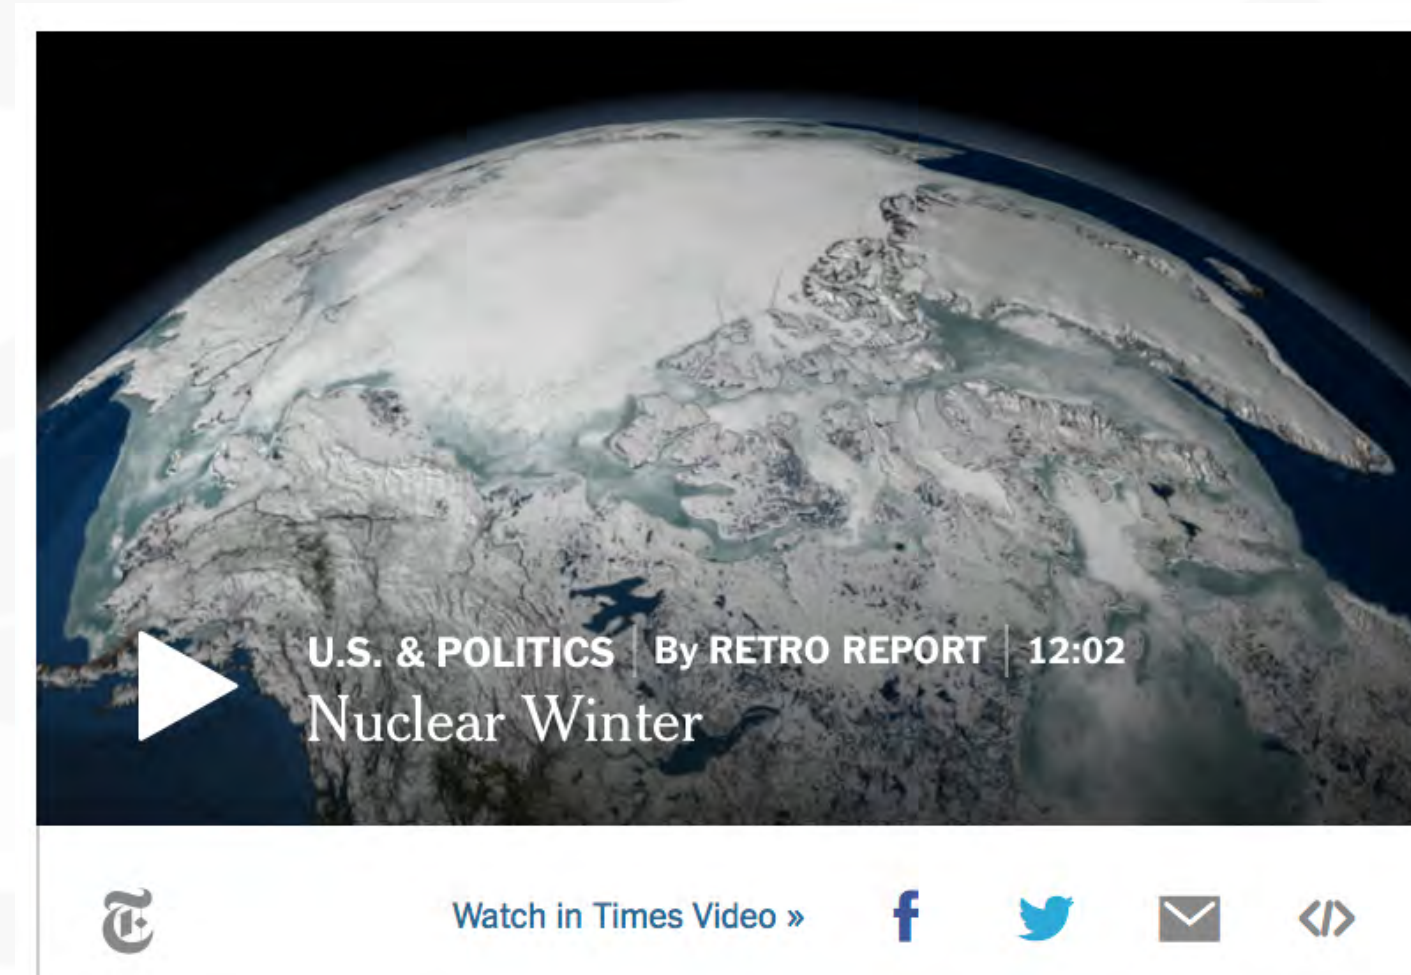 U.S. & POLITICS | By RETRO REPORT | 12:02
Nuclear Winter
T
Watch in Times Video »
f